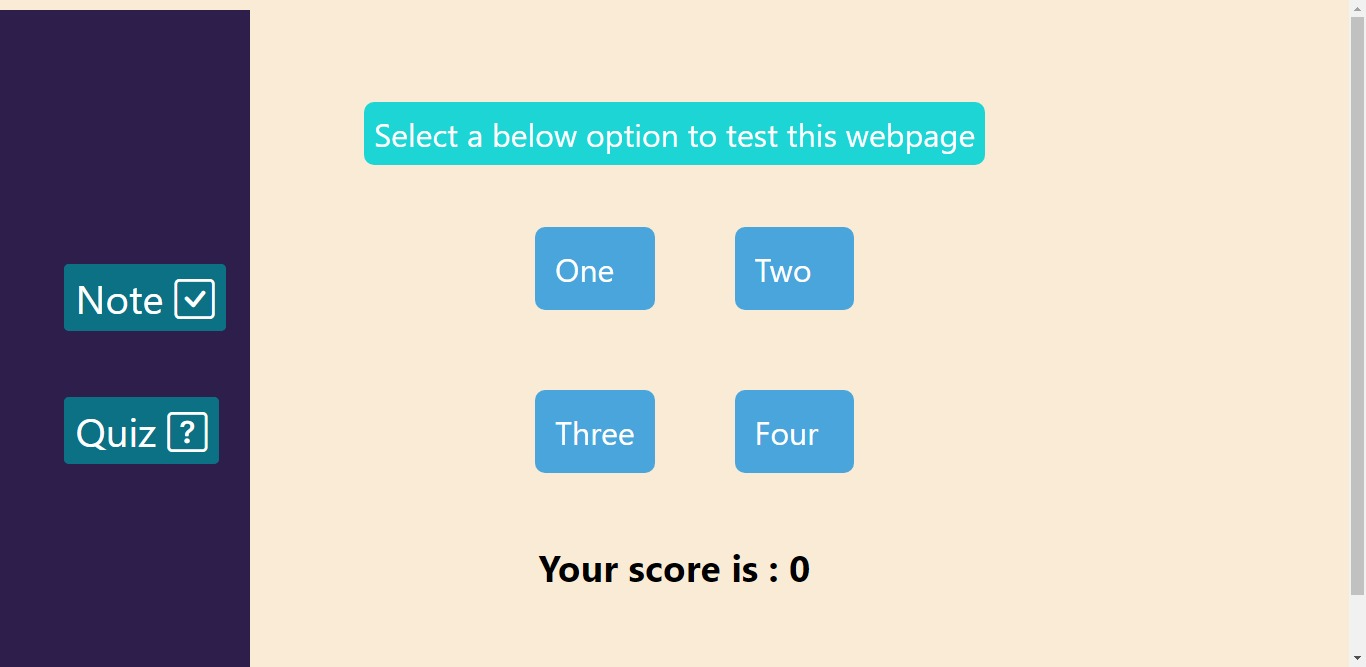 Select a below option to test this webpage
One
Two
Note
Three
Four
Quiz ?
Your score is : 0